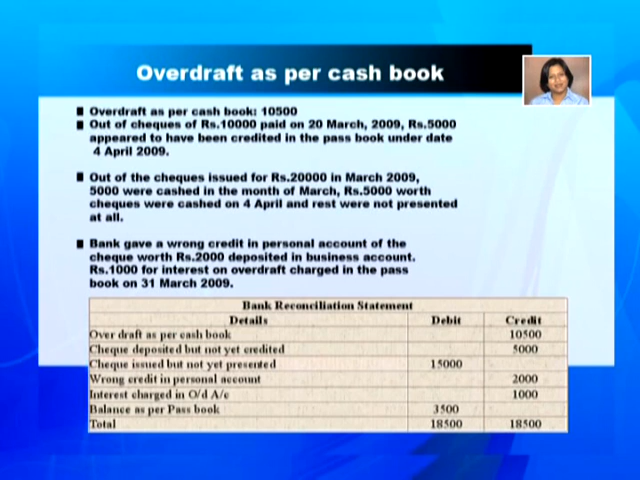 Overdraft as per cash book
Overdraft as per cash book: 10500
Out of cheques of Rs.10000 paid on 20 March, 2009, Rs.5000
appeared to have been credited in the pass book under date
4 April 2009.
Out of the cheques issued for Rs.20000 in March 2009,
5000 were cashed in the month of March, Rs.5000 worth
cheques were cashed on 4 April and rest were not presented
at all.
Bank gave a wrong credit in personal account of the
cheque worth Rs.2000 deposited in business account.
Rs.1000 for interest on overdraft charged in the pass
book on 31 March 2009.
Bank Reconciliation Statement
Details Debit Credit
Over draft as per cash book 10500
Cheque deposited but not yet credited 5000
Cheque issued but not yet presented 15000
Wrong credit in personal account 2000
Interest charged in O/d A/c 1000
Balance as per Pass book 3500
Total 18500 18500